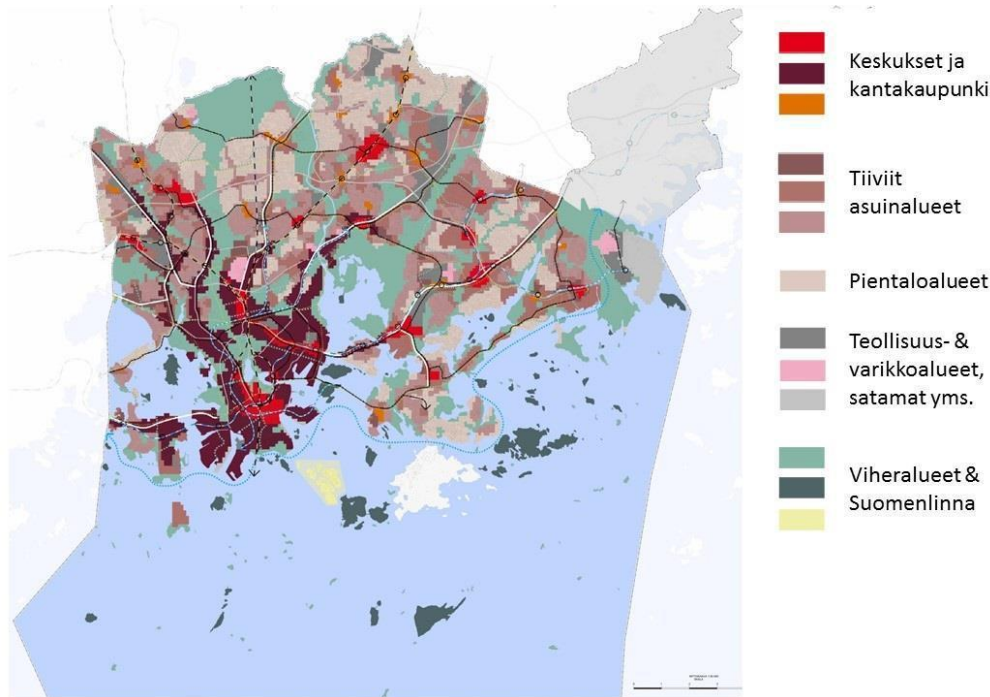 Keskukset ja
kantakaupunki
Tiiviit
asuinalueet
Pientaloalueet
Teollisuus- &
varikkoalueet,
satamat yms.
Viheralueet &
Suomenlinna